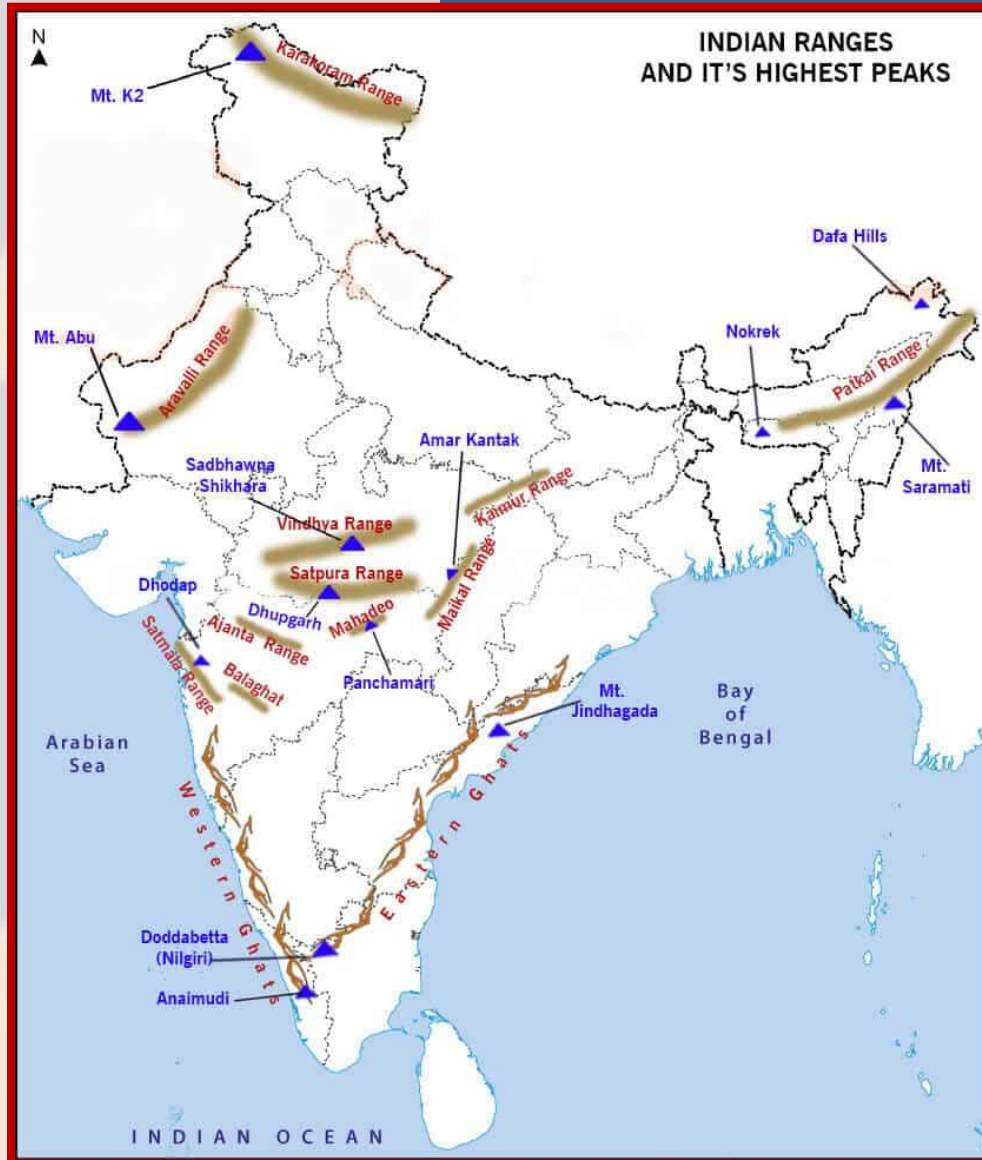 INDIAN RANGES
AND IT'S HIGHEST PEAKS
N
Karakoram Range
Mt. K2
Dafa Hills
Mt. Abu
Aravalli Range
Nokrek
Patkai Range
Amar Kantak
Mt.
Saramati
Sadbhawna
Shikhara
Kaimur Range
Vindhya Range
Satpura Range
Maikal Range
Dhodap
Dhupgarh
Mahadeo
Ajanta Range
Satmala Range
Balaghat
Panchamari
Mt.
Jindhagada
Bay
of
Bengal
Arabian
Sea
Western Ghats
Eastern Ghats
Doddabetta
(Nilgiri)
Anaimudi
INDIAN OCEAN